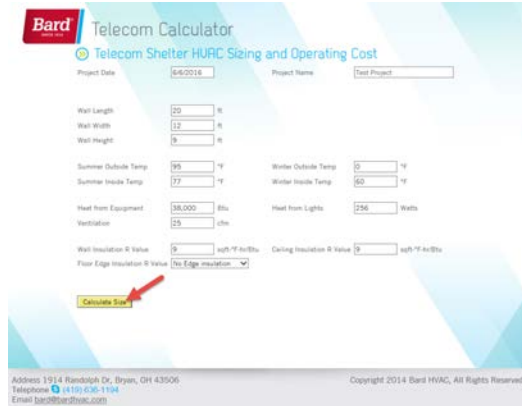 Bard
Telecom Calculator
Telecom Shelter HVAC Sizing and Operating Cost
Project Date 6/6/2016 Project Name Test Project
Wall Length 20 ft
Wall Width 12 ft
Wall Height 9 ft
Summer Outside Temp 95 °F Winter Outside Temp 0 °F
Summer Inside Temp 77 °F Winter Inside Temp 60 °F
Heat from Equipment 38,000 Btu Heat from Lights 256 Watts
Ventilation 25 cfm
Wall Insulation R Value 9 sqft/°F-hr/Btu Ceiling Insulation R Value 9 sqft/°F-hr/Btu
Floor Edge Insulation R Value No Edge insulation
Calculate Size
Address 1914 Randolph Dr, Bryan, OH 43506 Copyright 2014 Bard HVAC, All Rights Reserved
Telephone (419) 636-1194
Email bard@bardhvac.com